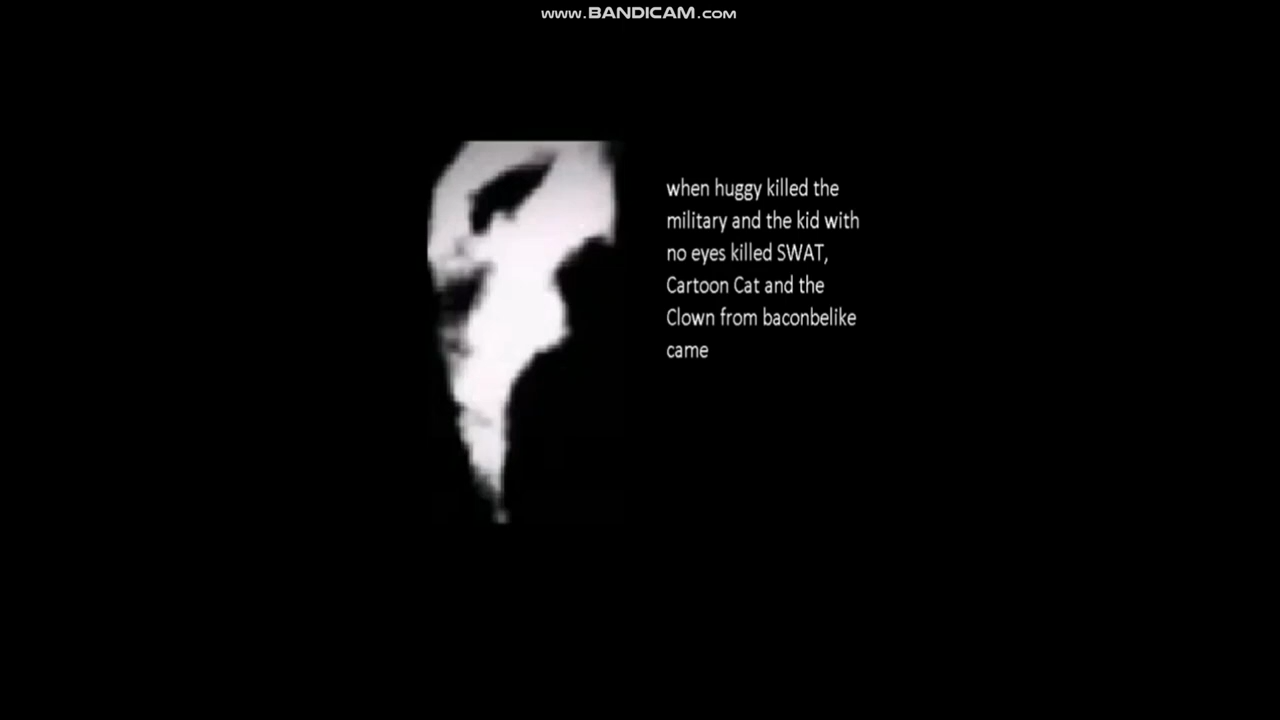 www.BANDICAM.com
when huggy killed the
military and the kid with
no eyes killed SWAT,
Cartoon Cat and the
Clown from baconbelike
came